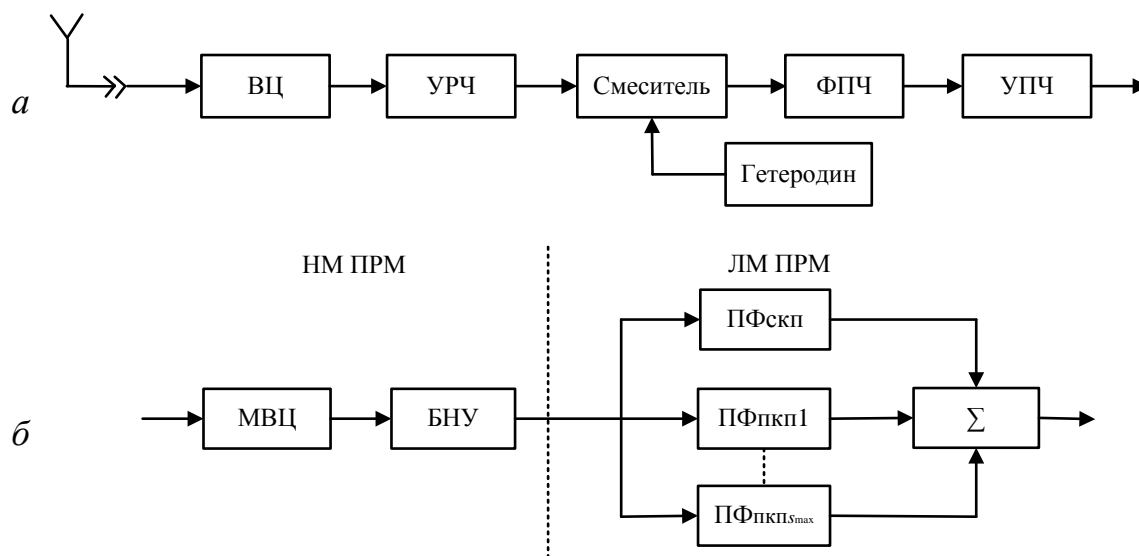 а
ВЦ
УРЧ
Смеситель
ФПЧ
УПЧ
Гетеродин
НМ ПРМ
ЛМ ПРМ
б
МВЦ
БНУ
ПФскп
ПФпкп1
ПФпкпsmax
Σ